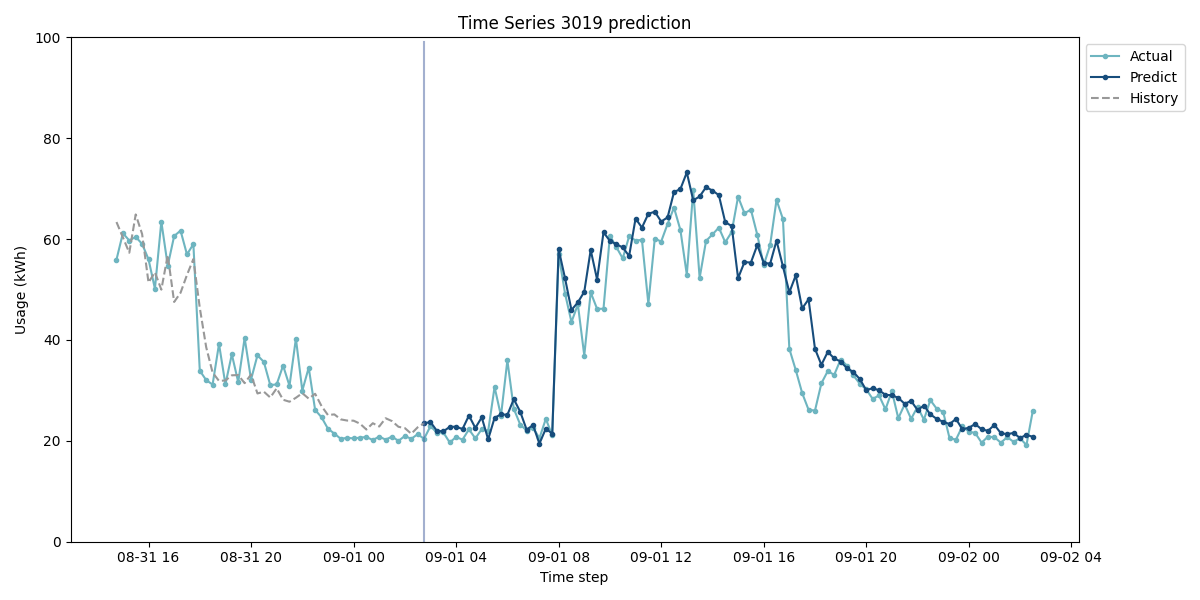 Time Series 3019 prediction
100
80
60
40
20
0
Usage (kWh)
08-31 16
08-31 20
09-01 00
09-01 04
09-01 08
09-01 12
09-01 16
09-01 20
09-02 00
09-02 04
Time step
Actual
Predict
History